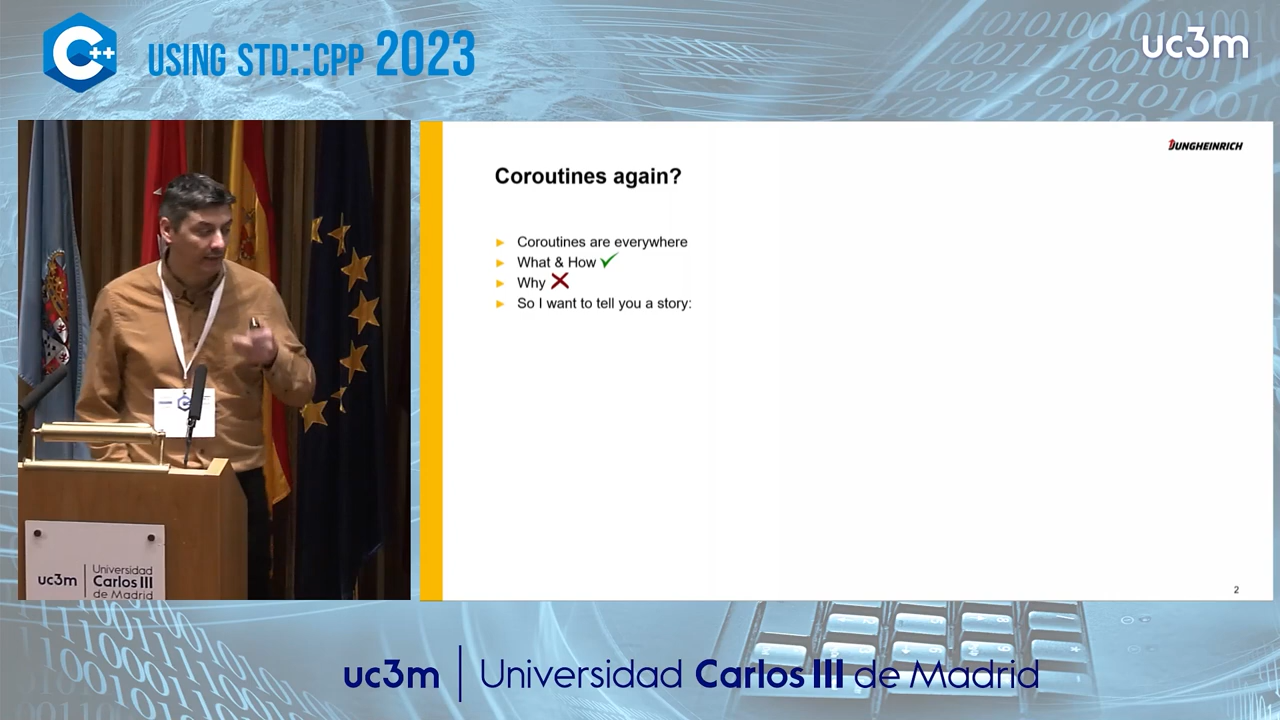 C++
USING STD::CPP 2023
uc3m
JUNGHEINRICH
Coroutines again?
Coroutines are everywhere
What & How
Why
So I want to tell you a story:
2
uc3m
Universidad
Carlos III
de Madrid
uc3m | Universidad Carlos III de Madrid